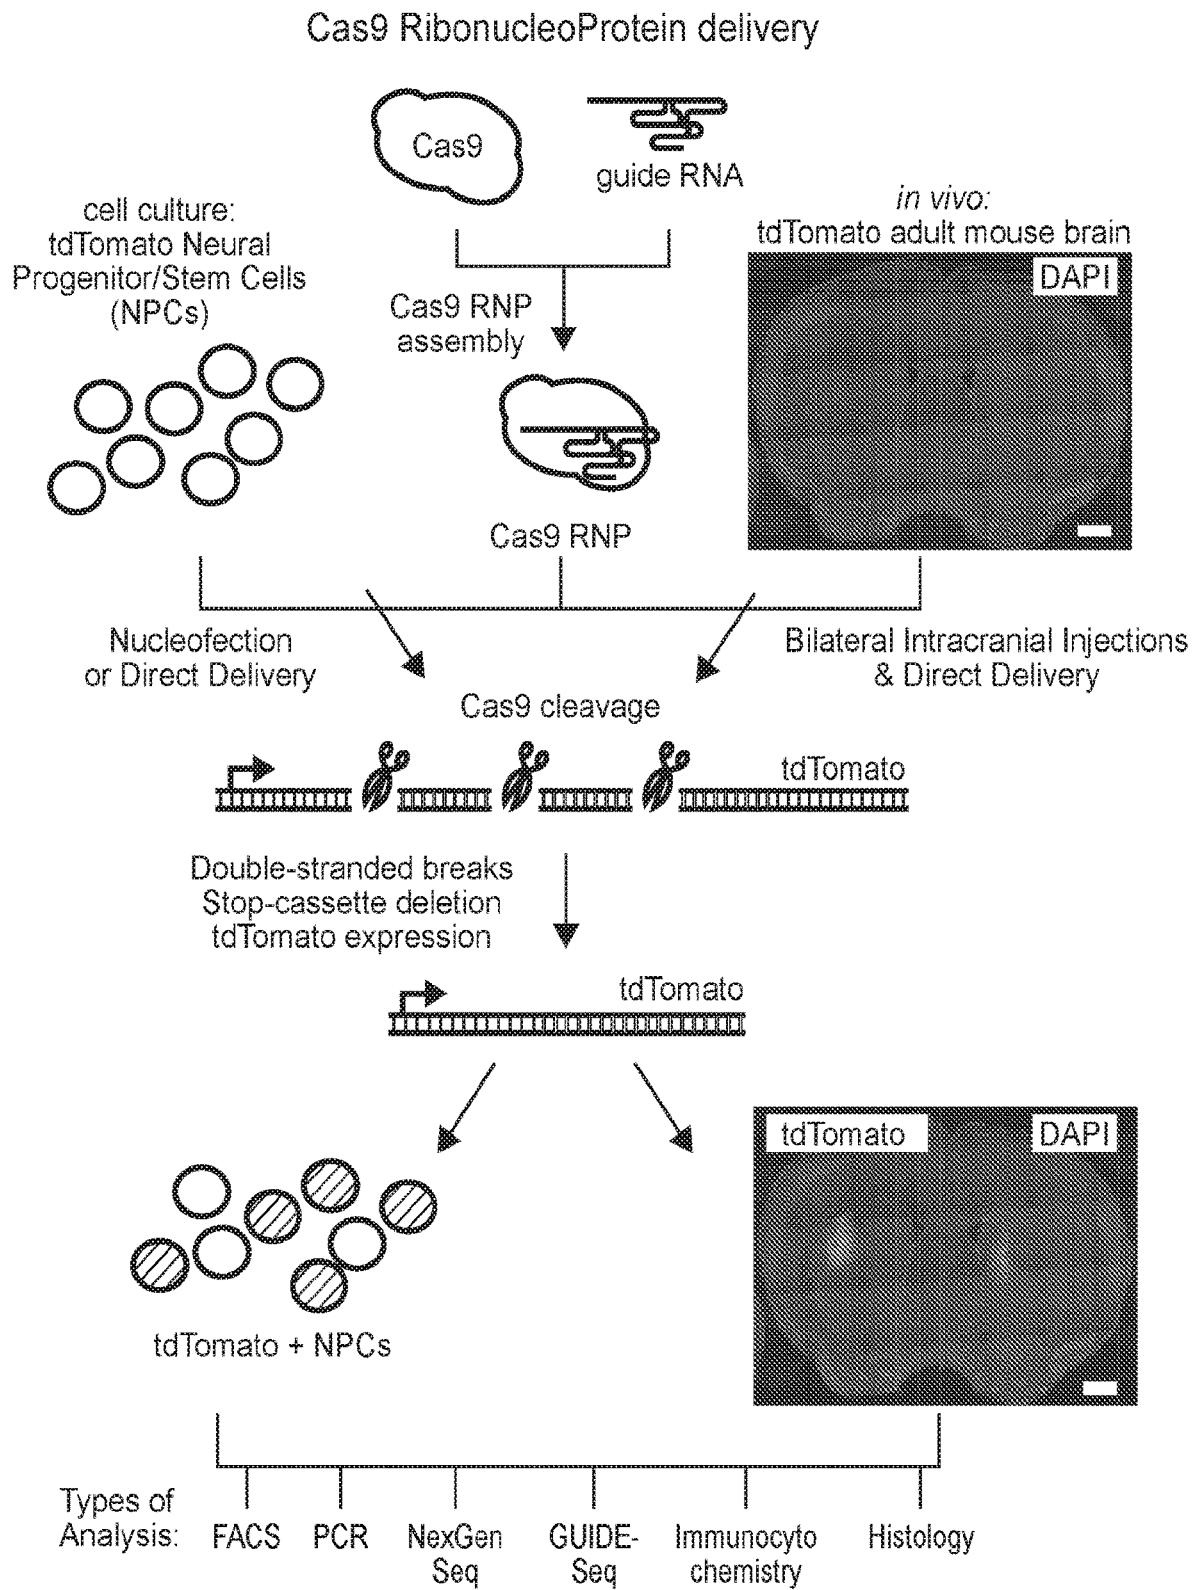 Cas9 RibonucleoProtein delivery
Cas9
guide RNA
cell culture:
tdTomato Neural
Progenitor/Stem Cells
(NPCs)
in vivo:
tdTomato adult mouse brain
DAPI
Cas9 RNP
assembly
Cas9 RNP
Nucleofection
or Direct Delivery
Bilateral Intracranial Injections
& Direct Delivery
Cas9 cleavage
tdTomato
Double-stranded breaks
Stop-cassette deletion
tdTomato expression
tdTomato
tdTomato
DAPI
tdTomato + NPCs
Types of
Analysis:
FACS
PCR
NexGen
Seq
GUIDE-
Seq
Immunocyto
chemistry
Histology